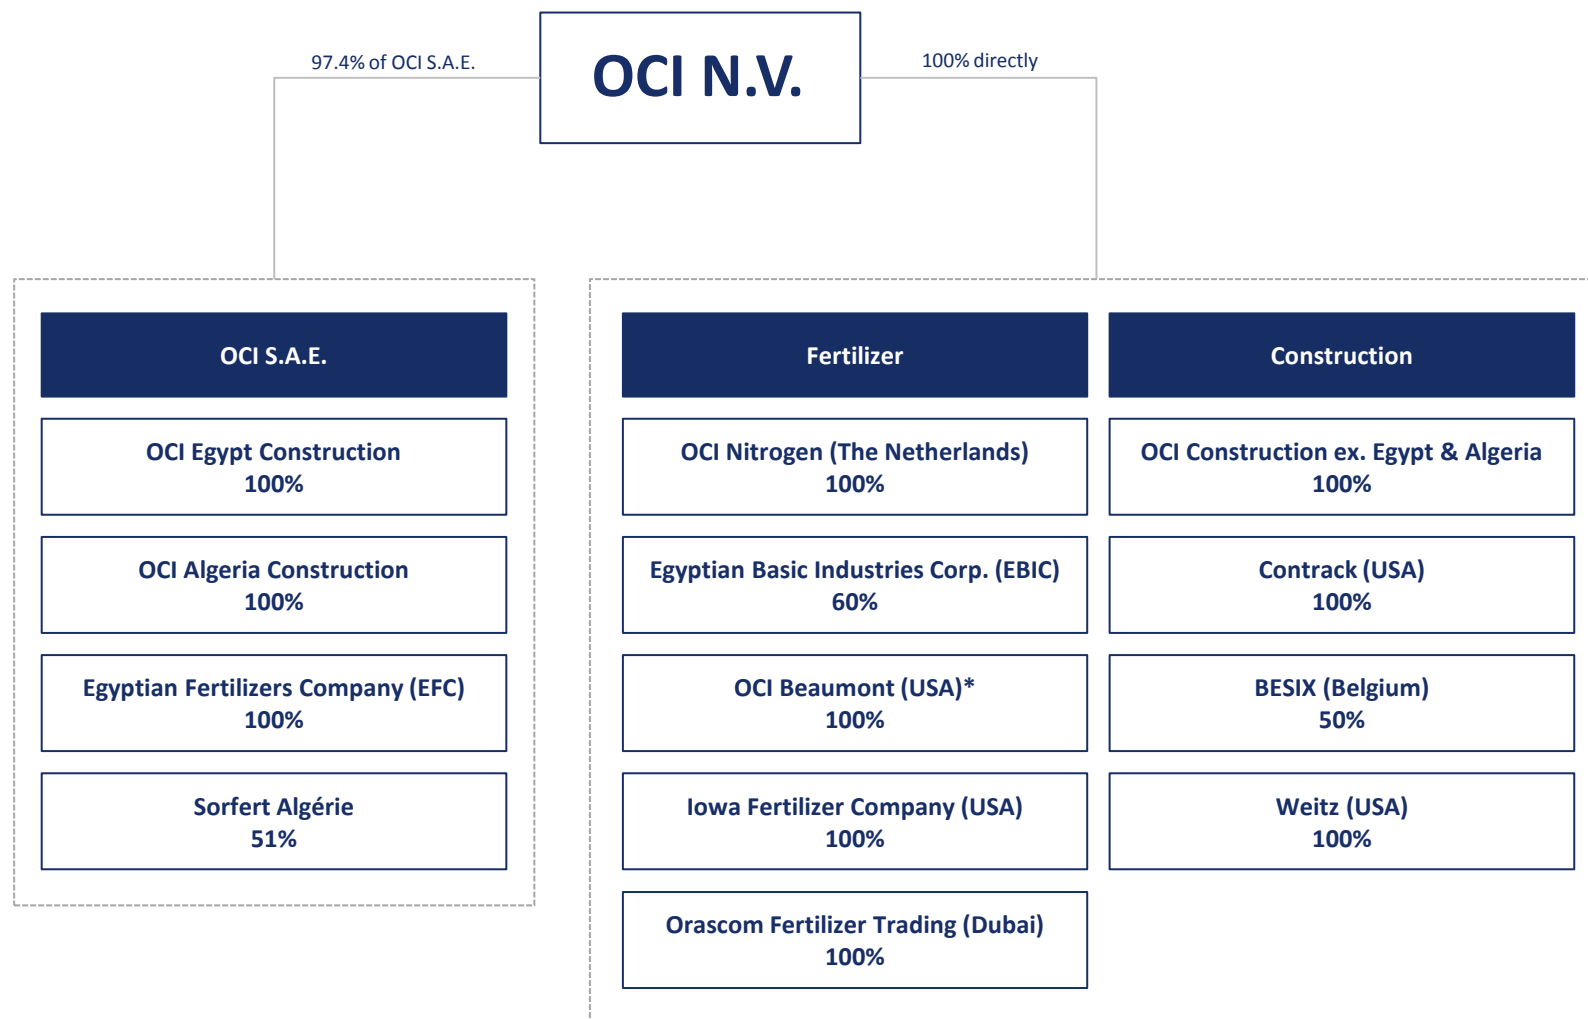 97.4% of OCI S.A.E.
OCI N.V.
100% directly
OCI S.A.E.
OCI Egypt Construction
100%
OCI Algeria Construction
100%
Egyptian Fertilizers Company (EFC)
100%
Sorfert Algérie
51%
Fertilizer
OCI Nitrogen (The Netherlands)
100%
Egyptian Basic Industries Corp. (EBIC)
60%
OCI Beaumont (USA)*
100%
Iowa Fertilizer Company (USA)
100%
Orascom Fertilizer Trading (Dubai)
100%
Construction
OCI Construction ex. Egypt & Algeria
100%
Contrack (USA)
100%
BESIX (Belgium)
50%
Weitz (USA)
100%